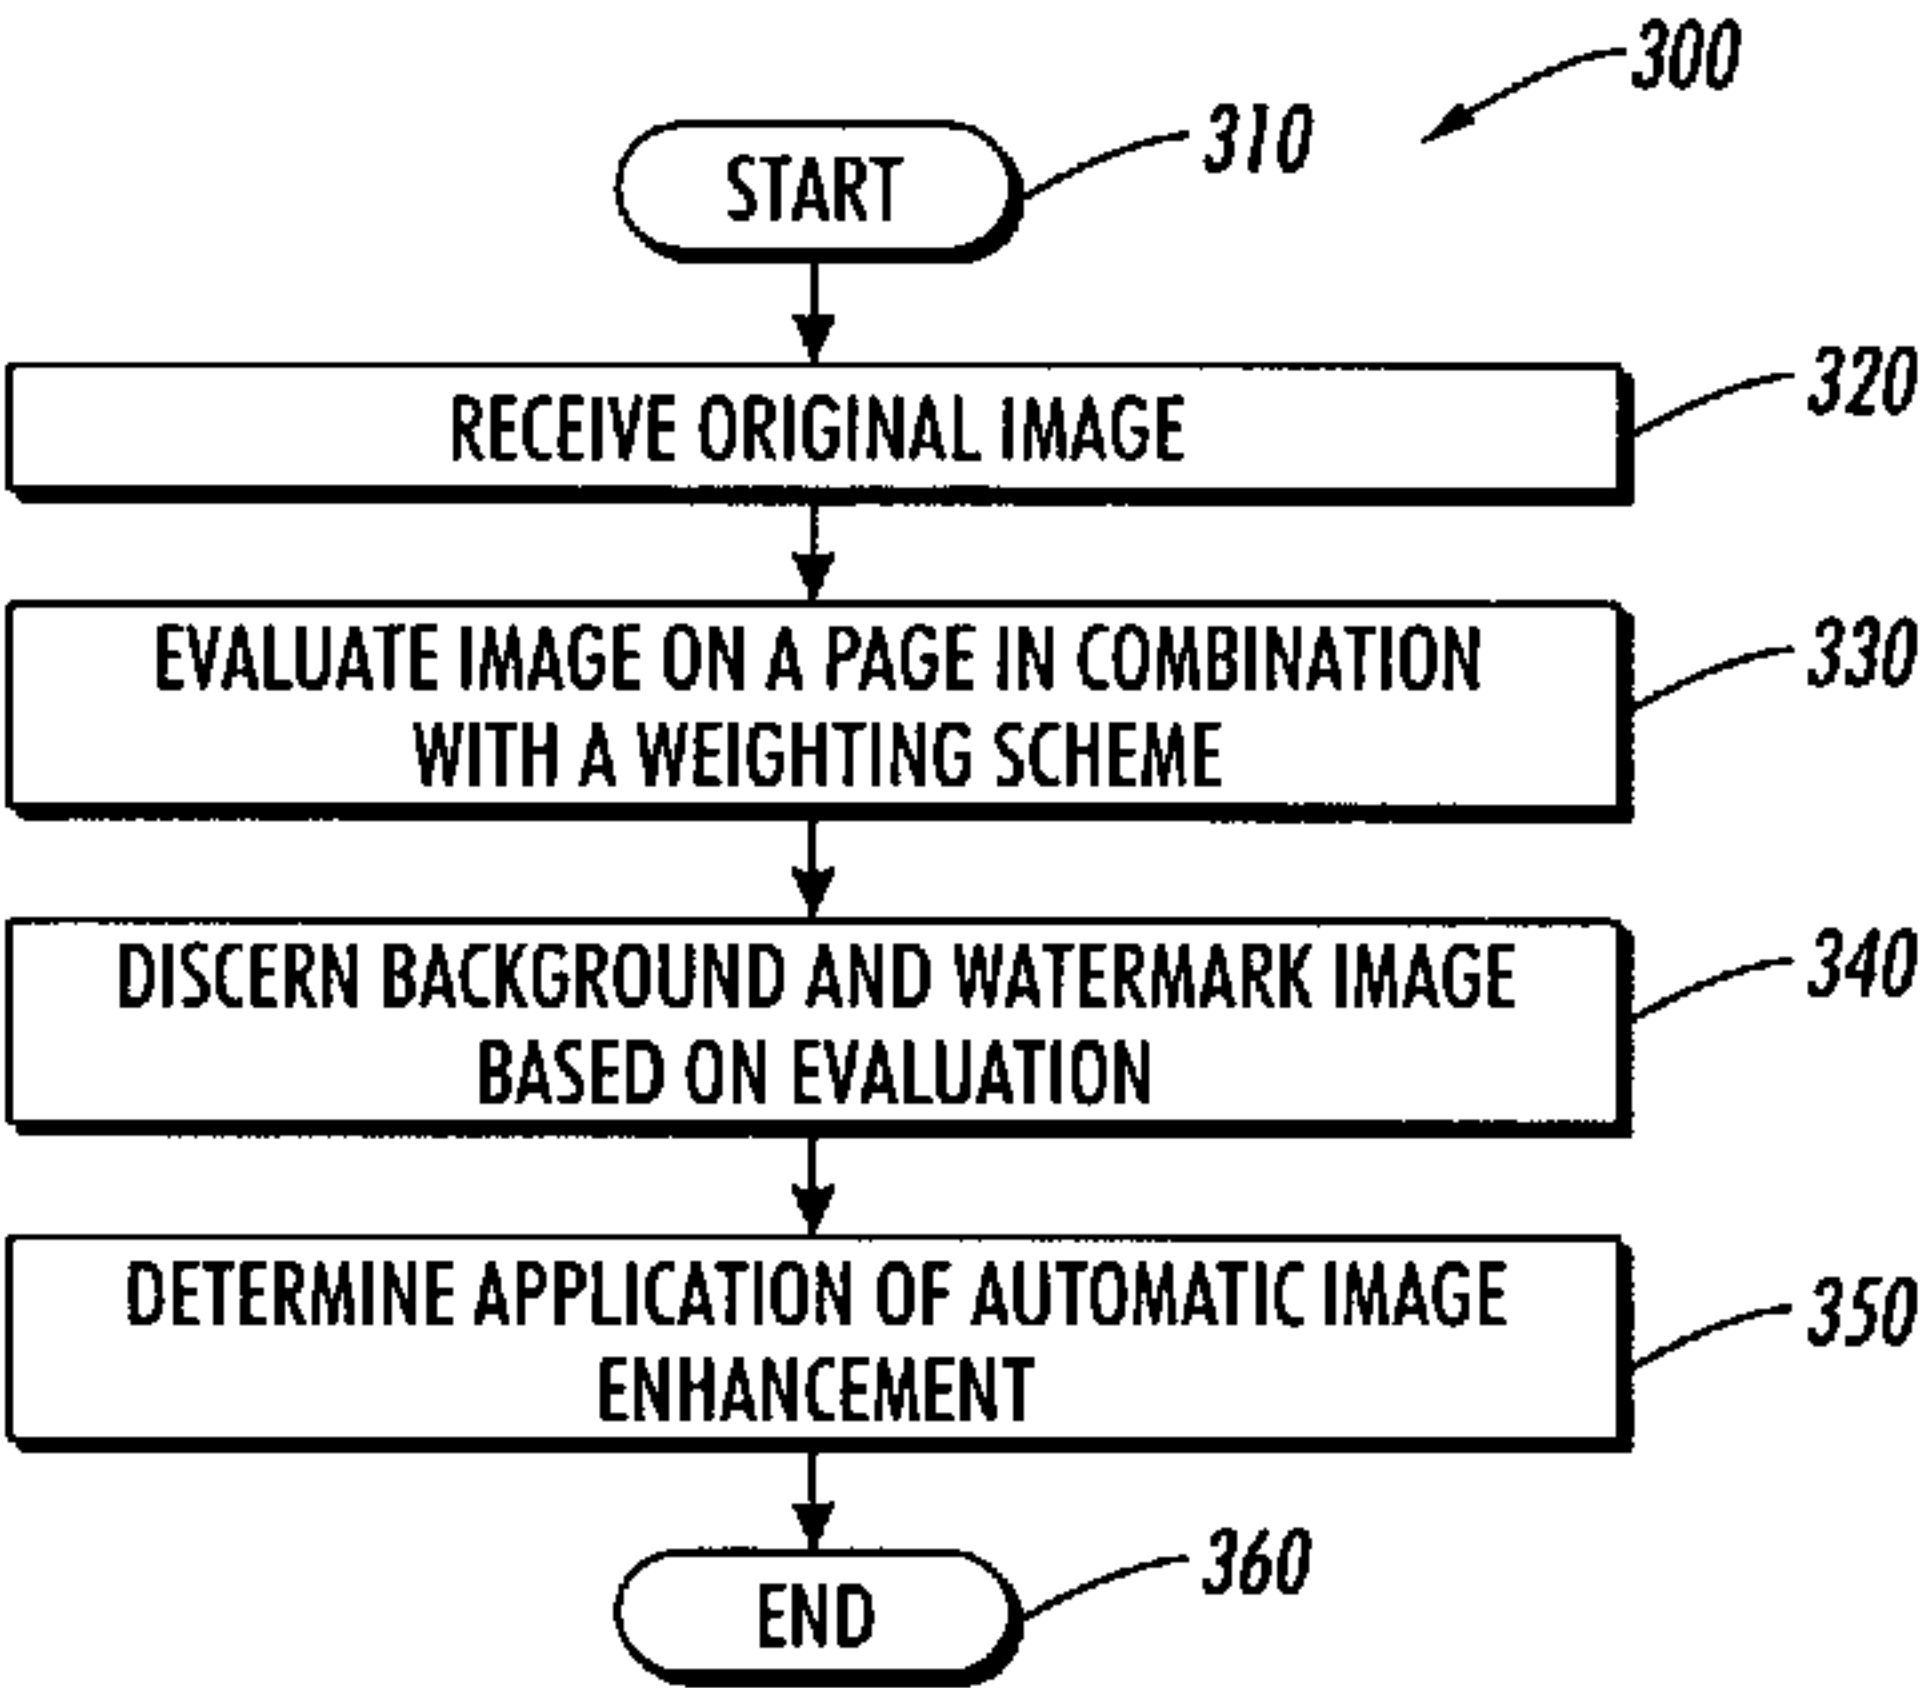 300
START
310
RECEIVE ORIGINAL IMAGE
320
EVALUATE IMAGE ON A PAGE IN COMBINATION
WITH A WEIGHTING SCHEME
330
DISCERN BACKGROUND AND WATERMARK IMAGE
BASED ON EVALUATION
340
DETERMINE APPLICATION OF AUTOMATIC IMAGE
ENHANCEMENT
350
END
360